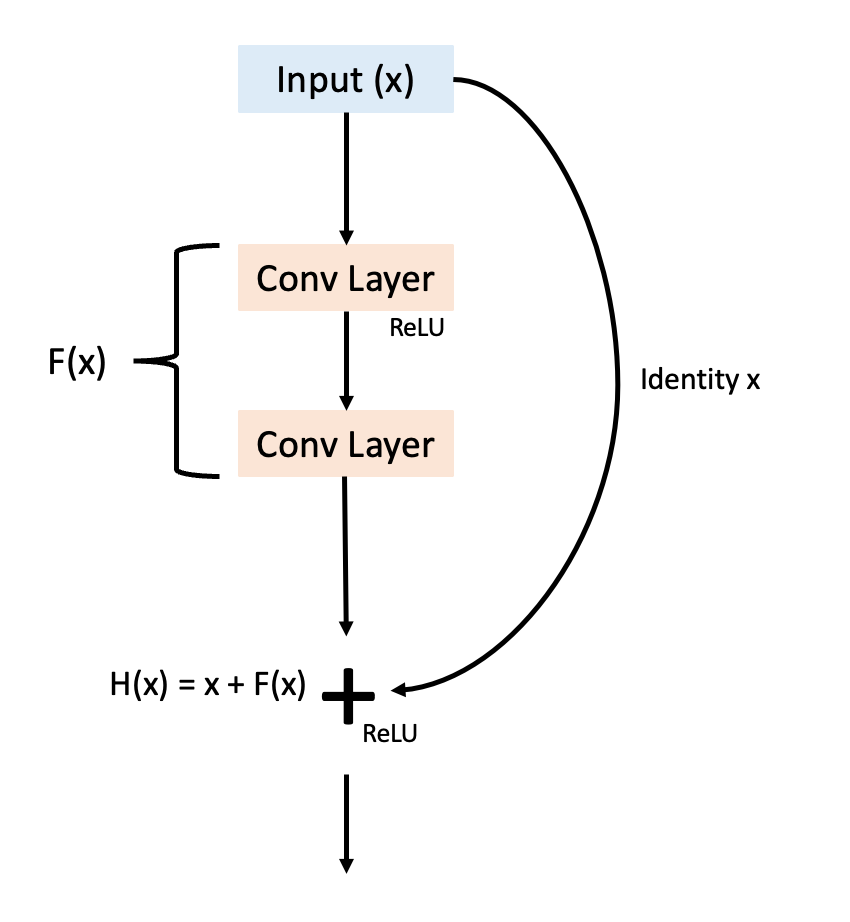 Input (x)
Conv Layer
ReLU
F(x)
Identity x
Conv Layer
H(x) = x + F(x)
+
ReLU